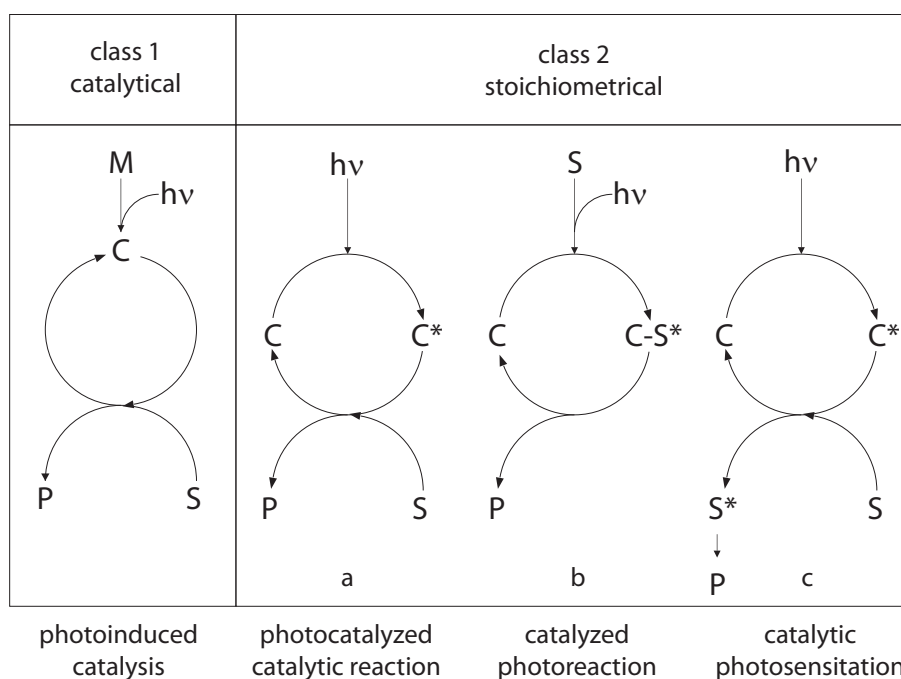 class 1
catalytical
class 2
stoichiometrical
M
hν
C
P
S
hν
C
C*
P
S
a
S
hν
C
C-S*
P
b
hν
C
C*
S*
S
P
c
photoinduced
catalysis
photocatalyzed
catalytic reaction
catalyzed
photoreaction
catalytic
photosensitation